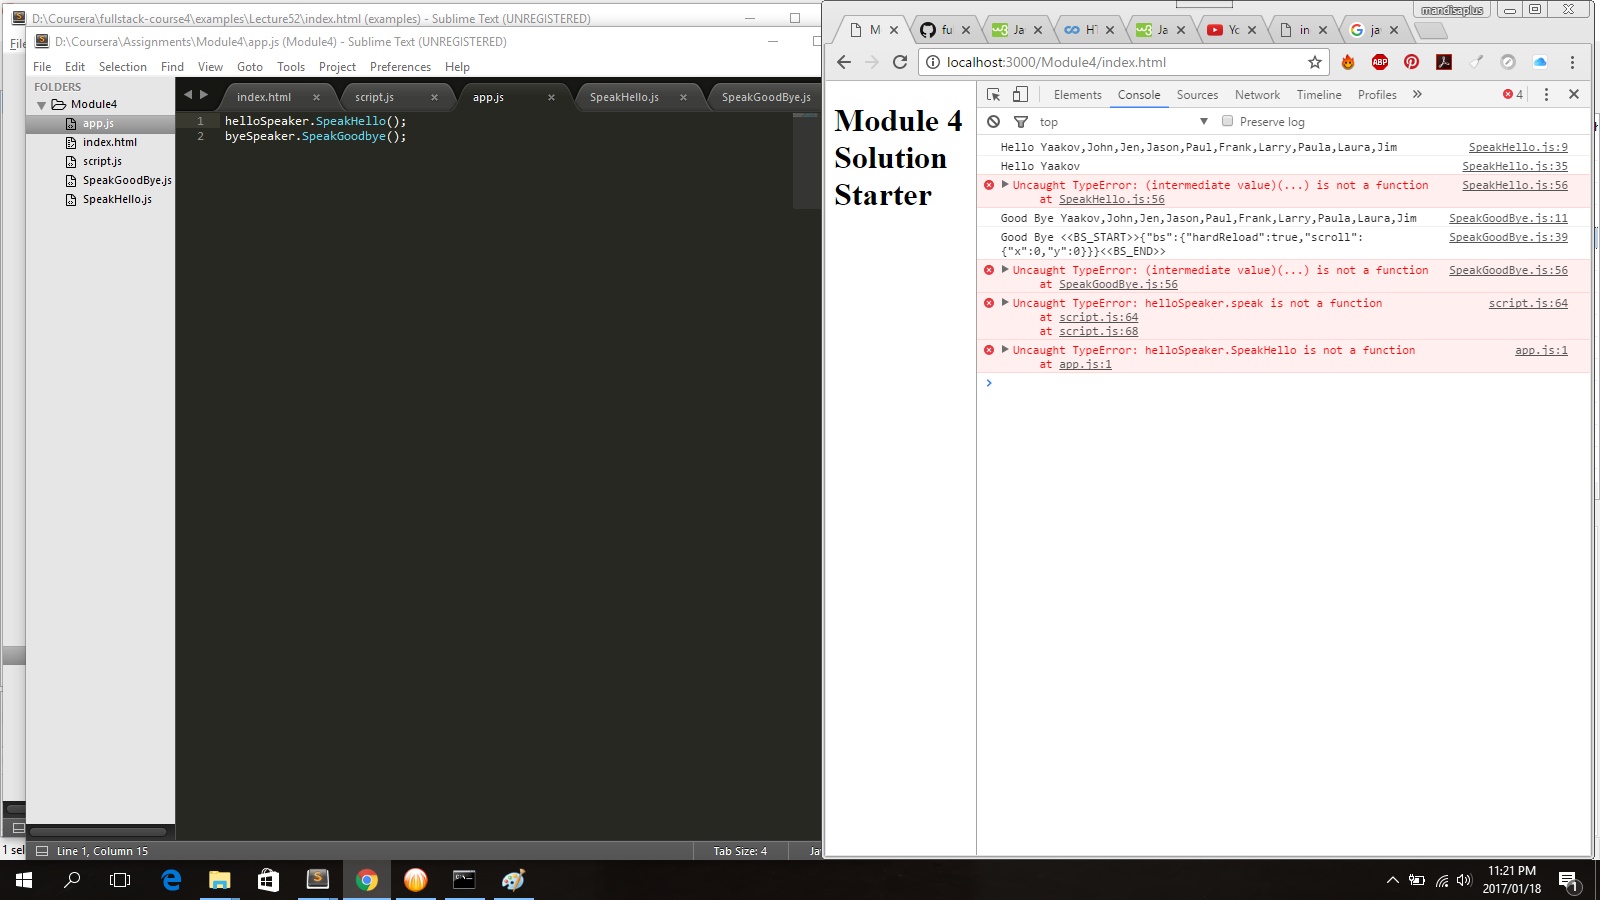 D:\Coursera\fullstack-course4\examples\Lecture52\index.html (examples) - Sublime Text (UNREGISTERED)
D:\Coursera\Assignments\Module4\app.js (Module4) - Sublime Text (UNREGISTERED)
File Edit Selection Find View Goto Tools Project Preferences Help
FOLDERS
Module4
app.js
index.html
script.js
SpeakGoodBye.js
SpeakHello.js
index.html script.js app.js SpeakHello.js SpeakGoodBye.js
1 helloSpeaker.SpeakHello();
2 byeSpeaker.SpeakGoodbye();
1 sel
Line 1, Column 15
Tab Size: 4
Ja
mandisaplus
M fu Ja HT Ja Yo in ja
localhost:3000/Module4/index.html
ABP
Module 4
Solution
Starter
Elements Console Sources Network Timeline Profiles 4
top Preserve log
Hello Yaakov,John,Jen,Jason,Paul,Frank,Larry,Paula,Laura,Jim SpeakHello.js:9
Hello Yaakov SpeakHello.js:35
Uncaught TypeError: (intermediate value)(...) is not a function SpeakHello.js:56
at SpeakHello.js:56
Good Bye Yaakov,John,Jen,Jason,Paul,Frank,Larry,Paula,Laura,Jim SpeakGoodBye.js:11
Good Bye <<BS_START>>{"bs":{"hardReload":true,"scroll": SpeakGoodBye.js:39
{"x":0,"y":0}}}<<BS_END>>
Uncaught TypeError: (intermediate value)(...) is not a function SpeakGoodBye.js:56
at SpeakGoodBye.js:56
Uncaught TypeError: helloSpeaker.speak is not a function script.js:64
at script.js:64
at script.js:68
Uncaught TypeError: helloSpeaker.SpeakHello is not a function app.js:1
at app.js:1
11:21 PM
2017/01/18
1